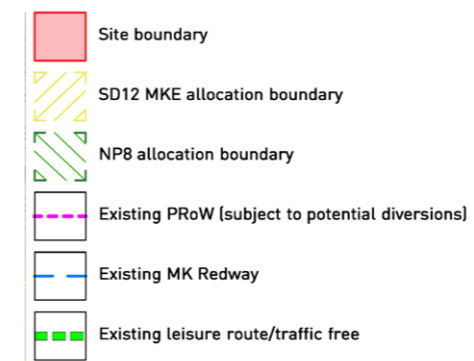 Site boundary
SD12 MKE allocation boundary
NP8 allocation boundary
Existing PRoW (subject to potential diversions)
Existing MK Redway
Existing leisure route/traffic free